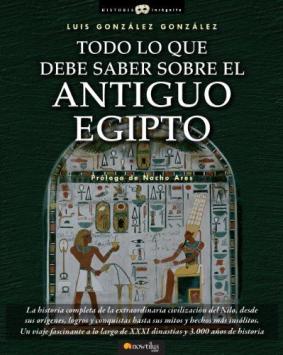 HISTORIA Incógnita
LUIS GONZÁLEZ GONZÁLEZ
TODO LO QUE
DEBE SABER SOBRE EL
ANTIGUO
EGIPTO
Prólogo de Nacho Ares
La historia completa de la extraordinaria civilización del Nilo, desde
sus orígenes, logros y conquistas hasta sus mitos y hechos más insólitos.
Un viaje fascinante a lo largo de XXXI dinastías y 3.000 años de historia
nowtilus